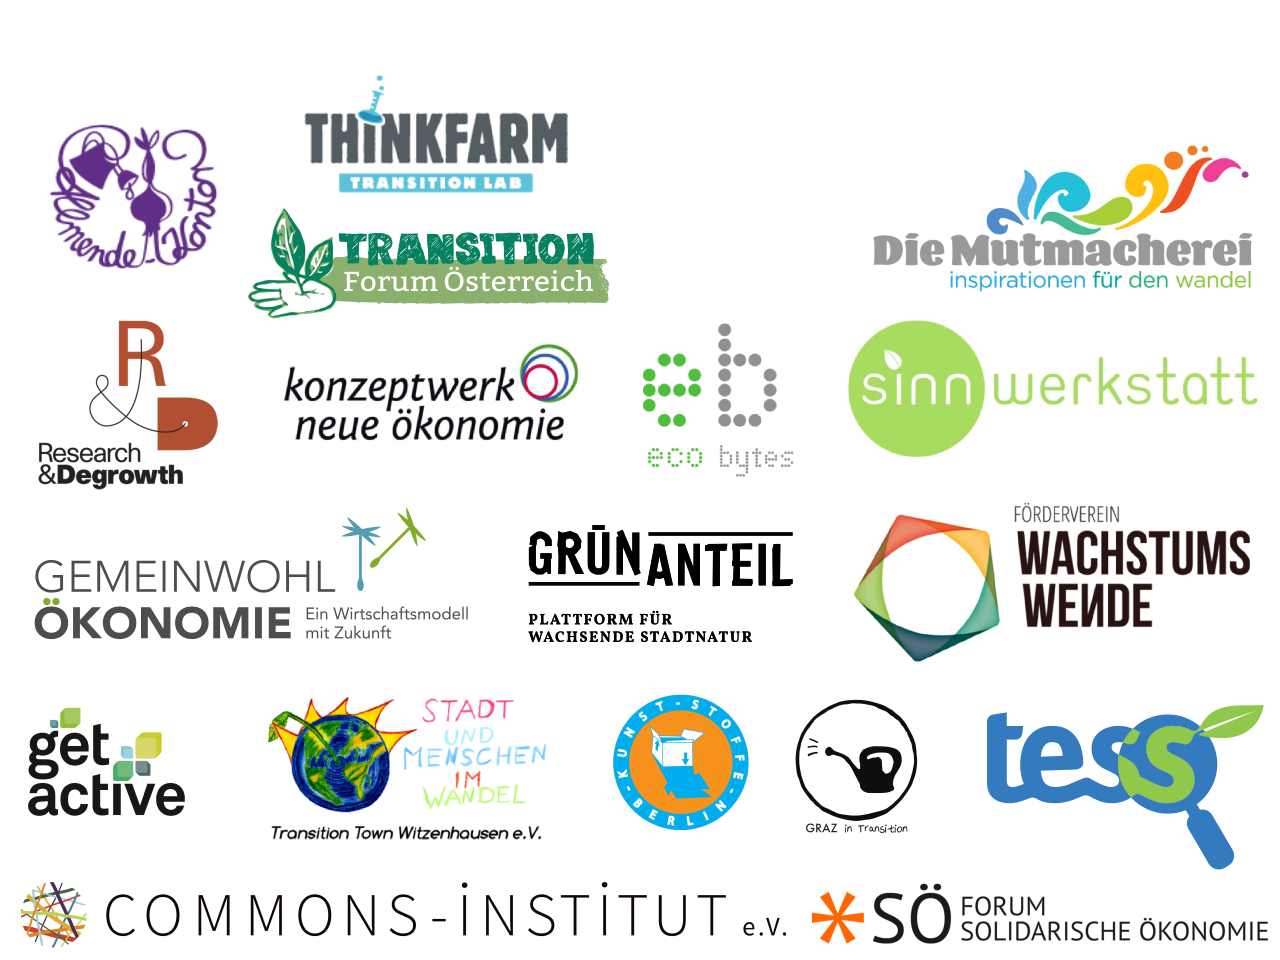 Allmende-Kontor
THINKFARM
TRANSITION LAB
TRANSITION
Forum Österreich
Die Mutmacherei
inspirationen für den wandel
R
& D
Research
&Degrowth
konzeptwerk
neue ökonomie
eb
eco bytes
sinnwerkstatt
GEMEINWOHL
ÖKONOMIE
Ein Wirtschaftsmodell
mit Zukunft
GRÜN
ANTEIL
PLATTFORM FÜR
WACHSENDE STADTNATUR
FÖRDERVEREIN
WACHSTUMS
WENDE
get
active
STADT
UND
MENSCHEN
IM
WANDEL
Transition Town Witzenhausen e.V.
KUNST-STOFFE-BERLIN-
GRAZ in Transition
tess
COMMONS-INSTITUT e.V.
SÖ
FORUM
SOLIDARISCHE ÖKONOMIE